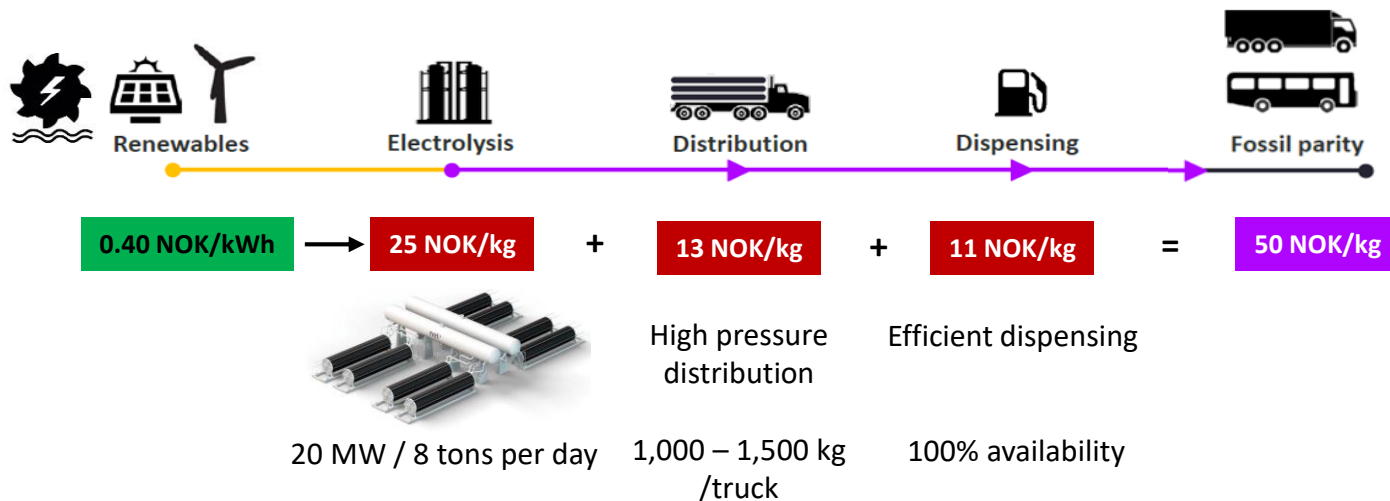 Renewables
Electrolysis
Distribution
Dispensing
Fossil parity
0.40 NOK/kWh
25 NOK/kg
+
13 NOK/kg
+
11 NOK/kg
=
50 NOK/kg
High pressure
distribution
Efficient dispensing
20 MW / 8 tons per day
1,000 – 1,500 kg
/truck
100% availability